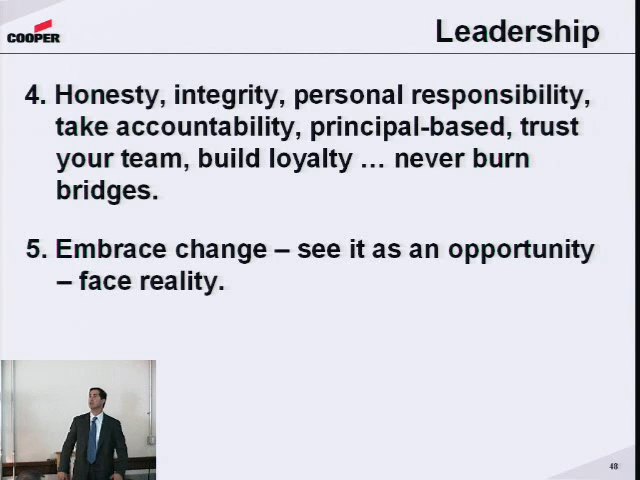 COOPER
Leadership
4. Honesty, integrity, personal responsibility,
take accountability, principal-based, trust
your team, build loyalty … never burn
bridges.
5. Embrace change – see it as an opportunity
– face reality.
48